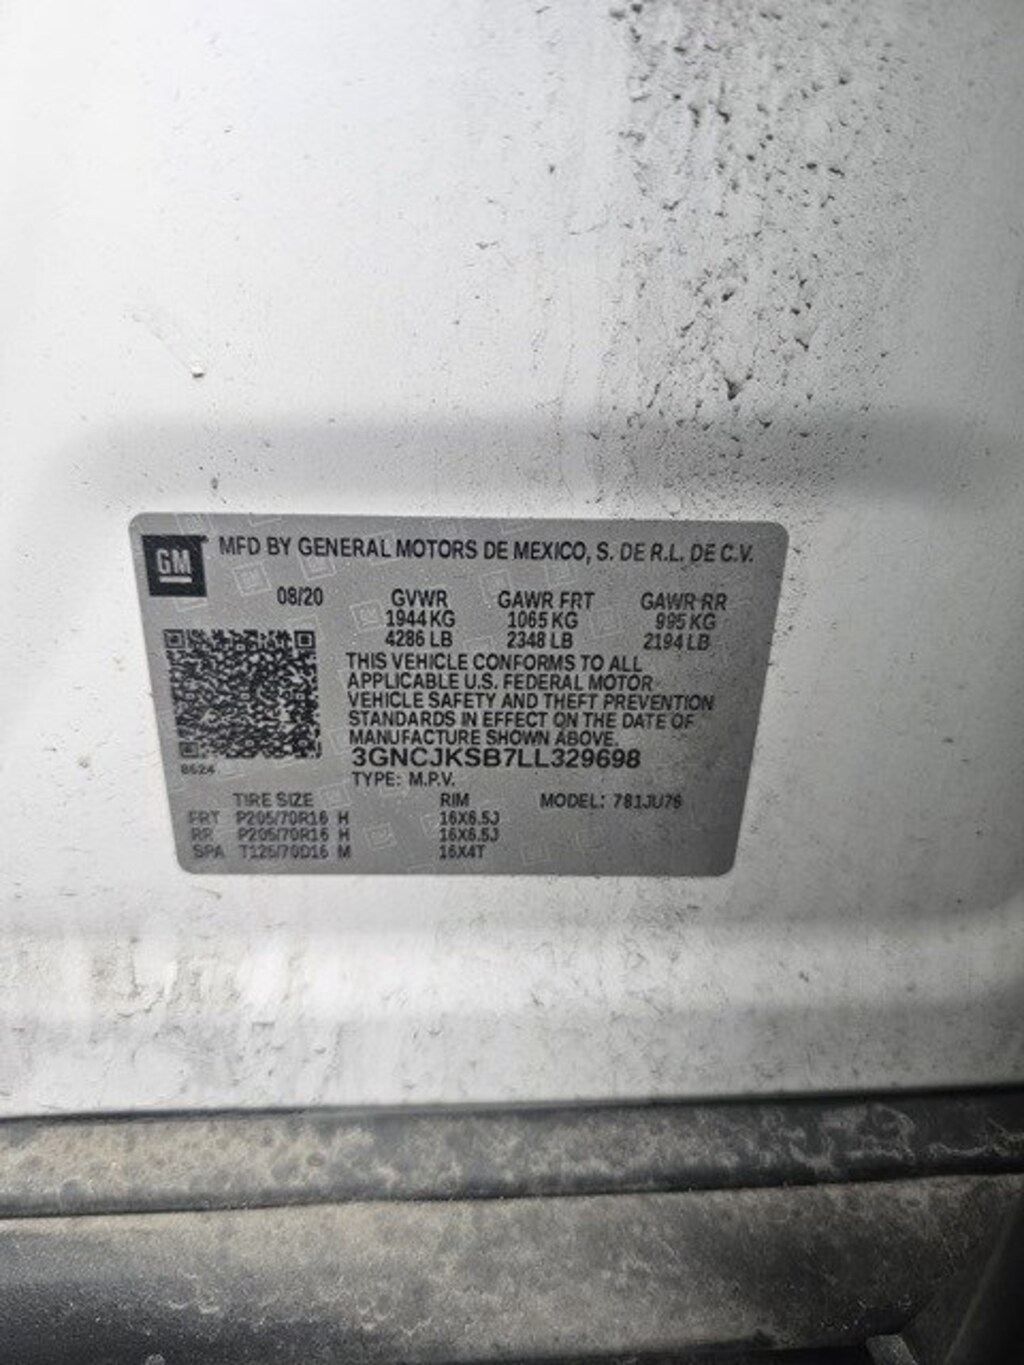 GM MFD BY GENERAL MOTORS DE MEXICO, S. DE R.L. DE C.V.
08/20 GVWR GAWR FRT GAWR RR
1944 KG 1065 KG 995 KG
4286 LB 2348 LB 2194 LB
THIS VEHICLE CONFORMS TO ALL
APPLICABLE U.S. FEDERAL MOTOR
VEHICLE SAFETY AND THEFT PREVENTION
STANDARDS IN EFFECT ON THE DATE OF
MANUFACTURE SHOWN ABOVE.
3GNCJKSB7LL329698
8624 TYPE: M.P.V.
TIRE SIZE RIM MODEL: 781JU76
FRT P205/70R16 H 16X6.5J
RR P205/70R16 H 16X6.5J
SPA T125/70D16 M 16X4T